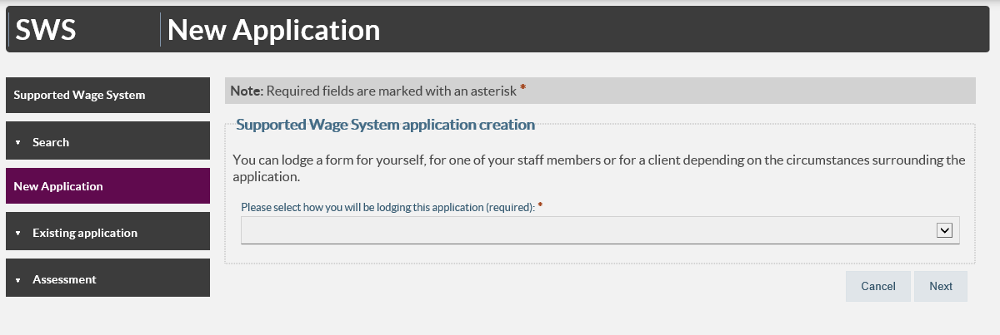 SWS
New Application
Supported Wage System
Search
New Application
Existing application
Assessment
Note: Required fields are marked with an asterisk *
Supported Wage System application creation
You can lodge a form for yourself, for one of your staff members or for a client depending on the circumstances surrounding the
application.
Please select how you will be lodging this application (required): *
Cancel
Next